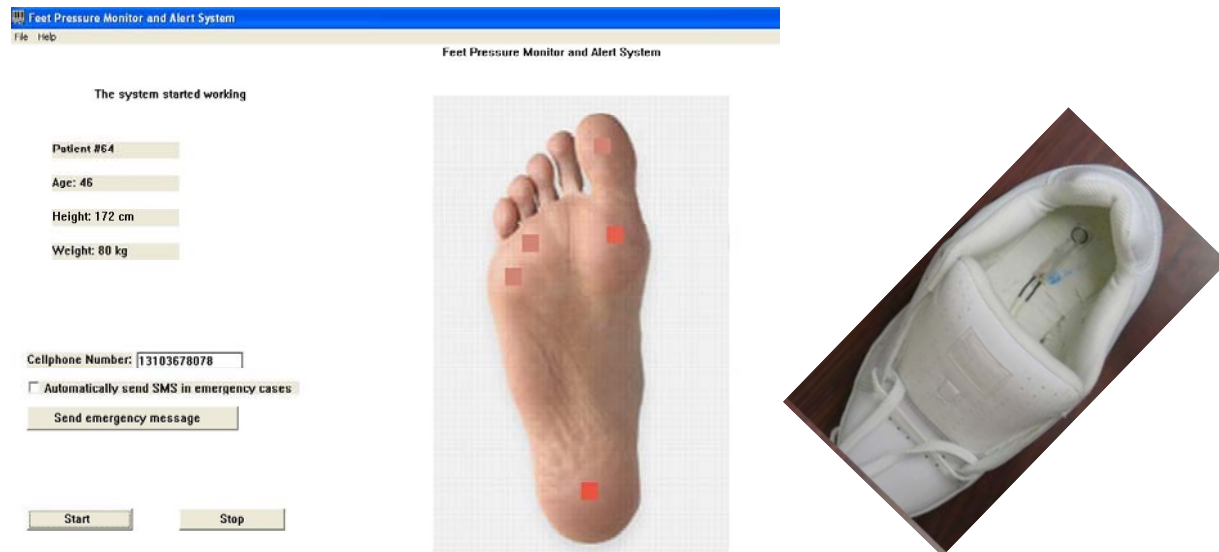 Feet Pressure Monitor and Alert System
File Help
Feet Pressure Monitor and Alert System
The system started working
Patient #64
Age: 46
Height: 172 cm
Weight: 80 kg
Cellphone Number: 13103678078
Automatically send SMS in emergency cases
Send emergency message
Start Stop